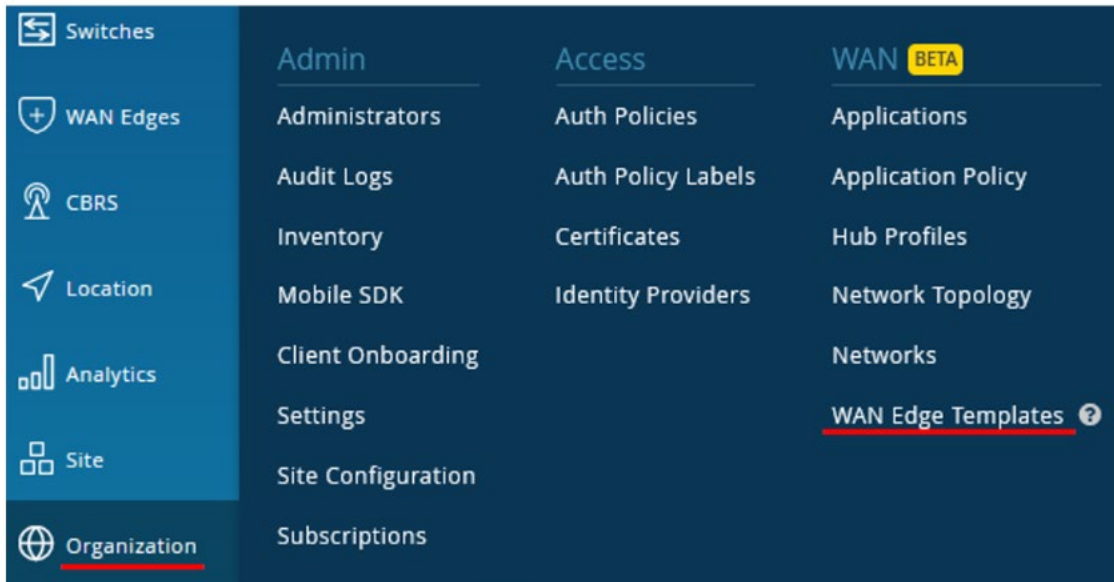 Switches
WAN Edges
CBRS
Location
Analytics
Site
Organization
Admin
Administrators
Audit Logs
Inventory
Mobile SDK
Client Onboarding
Settings
Site Configuration
Subscriptions
Access
Auth Policies
Auth Policy Labels
Certificates
Identity Providers
WAN BETA
Applications
Application Policy
Hub Profiles
Network Topology
Networks
WAN Edge Templates ?